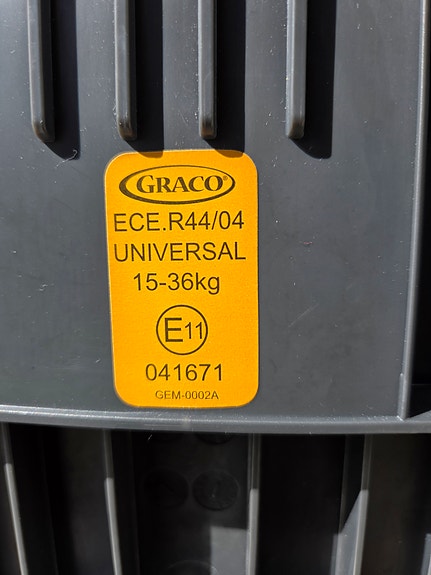 GRACO®
ECE.R44/04
UNIVERSAL
15-36kg
E11
041671
GEM-0002A